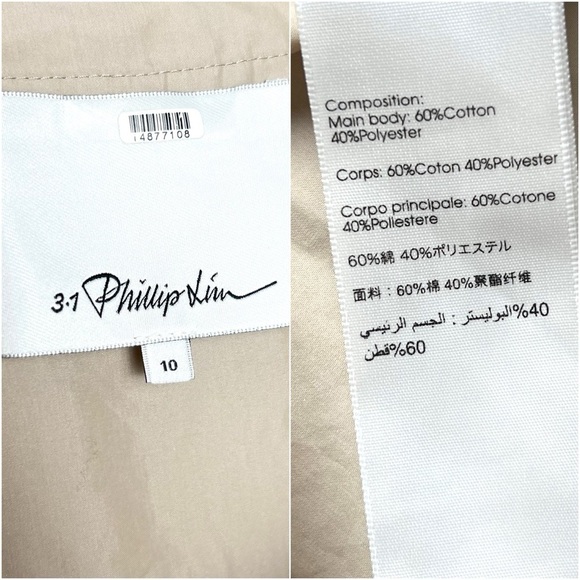 14877108
3.1 Phillip Lim
10
Composition:
Main body: 60%Cotton
40%Polyester
Corps: 60%Coton 40%Polyester
Corpo principale: 60%Cotone
40%Poliestere
60%綿 40%ポリエステル
面料：60%棉 40%聚酯纤维
40%البوليستر : الجسم الرئيسي
60%قطن